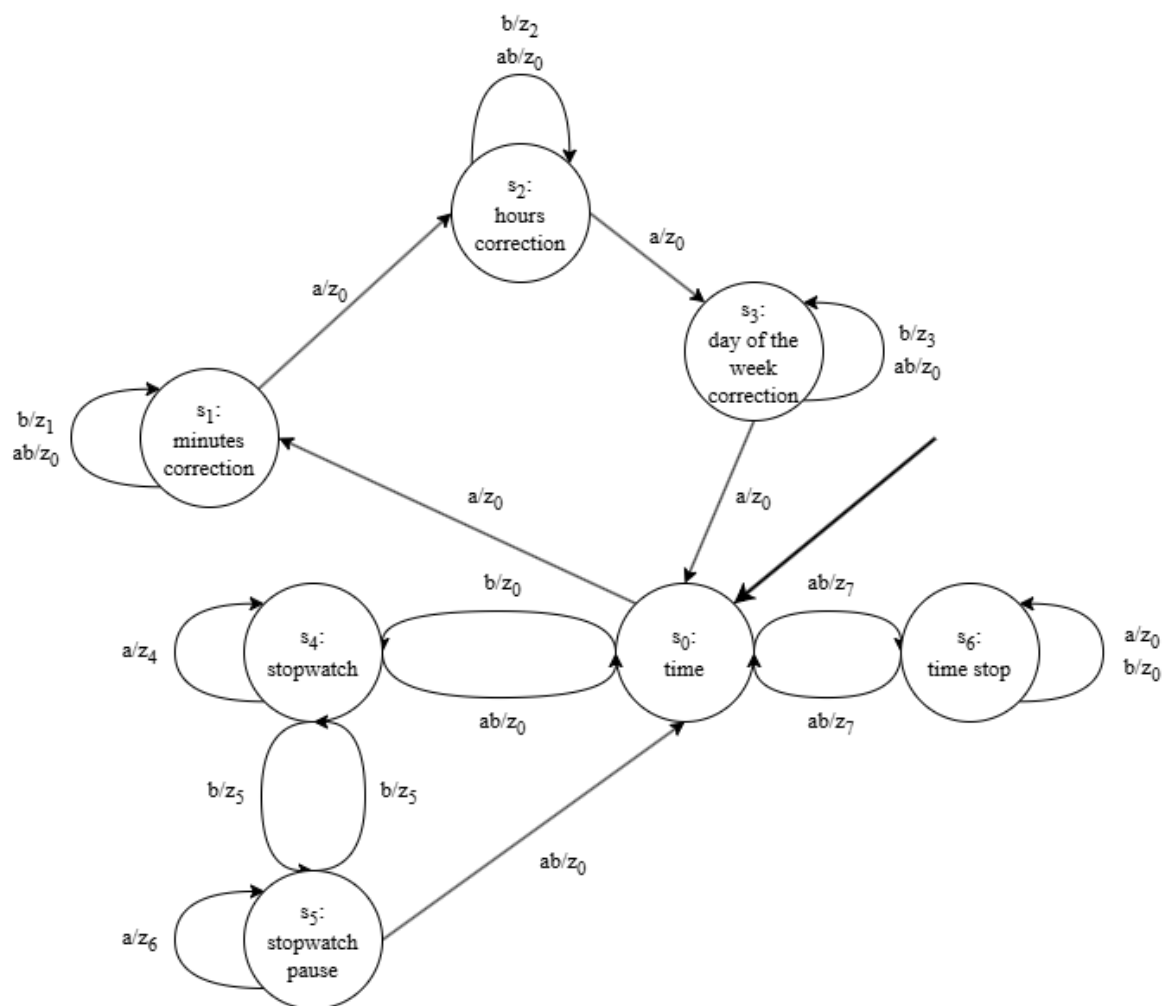 b/z₂
ab/z₀
s₂:
hours
correction
a/z₀
a/z₀
s₃:
day of the
week
correction
b/z₃
ab/z₀
b/z₁
ab/z₀
s₁:
minutes
correction
a/z₀
a/z₀
b/z₀
ab/z₇
a/z₄
s₄:
stopwatch
s₀:
time
s₆:
time stop
a/z₀
b/z₀
ab/z₀
ab/z₇
b/z₅
b/z₅
ab/z₀
a/z₆
s₅:
stopwatch
pause